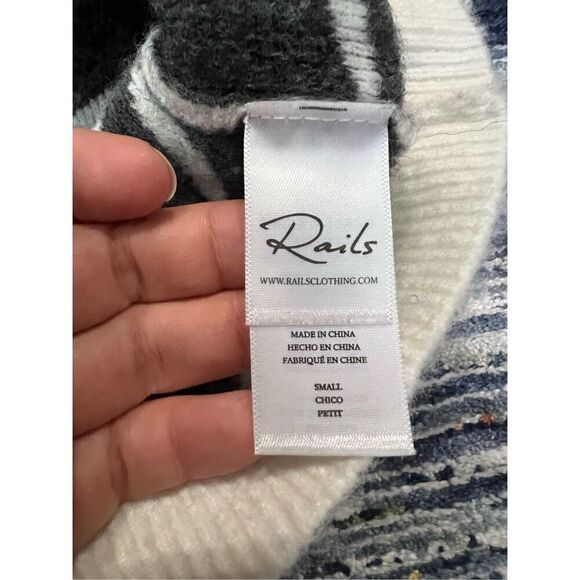 Rails
WWW.RAILSCLOTHING.COM
MADE IN CHINA
HECHO EN CHINA
FABRIQUÉ EN CHINE
SMALL
CHICO
PETIT